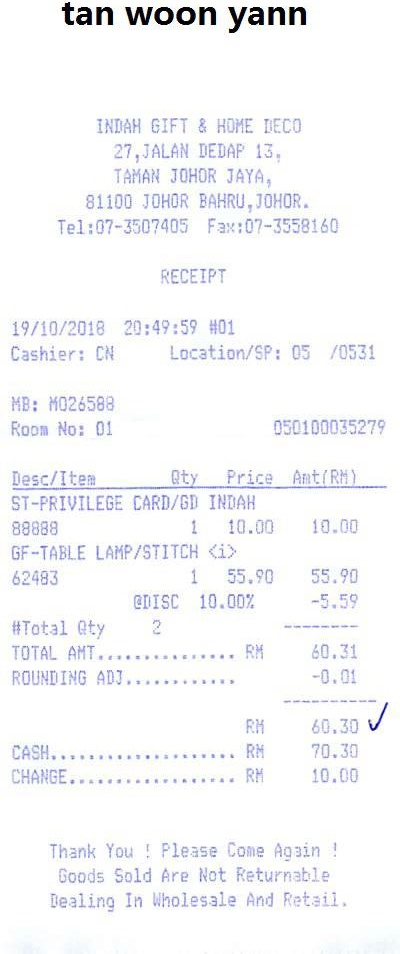 tan woon yann
INDAH GIFT & HOME DECO
27,JALAN DEDAP 13,
TAMAN JOHOR JAYA,
81100 JOHOR BAHRU,JOHOR.
Tel:07-3507405 Fax:07-3558160
RECEIPT
19/10/2018 20:49:59 #01
Cashier: CN Location/SP: 05 /0531
MB: M026588
Room No: 01 050100035279
Desc/Item Qty Price Amt(RM)
ST-PRIVILEGE CARD/GD INDAH
88888 1 10.00 10.00
GF-TABLE LAMP/STITCH <i>
62483 1 55.90 55.90
@DISC 10.00% -5.59
#Total Qty 2 --------
TOTAL AMT............... RM 60.31
ROUNDING ADJ............ -0.01
----------
RM 60.30
CASH.................... RM 70.30
CHANGE.................. RM 10.00
Thank You ! Please Come Again !
Goods Sold Are Not Returnable
Dealing In Wholesale And Retail.